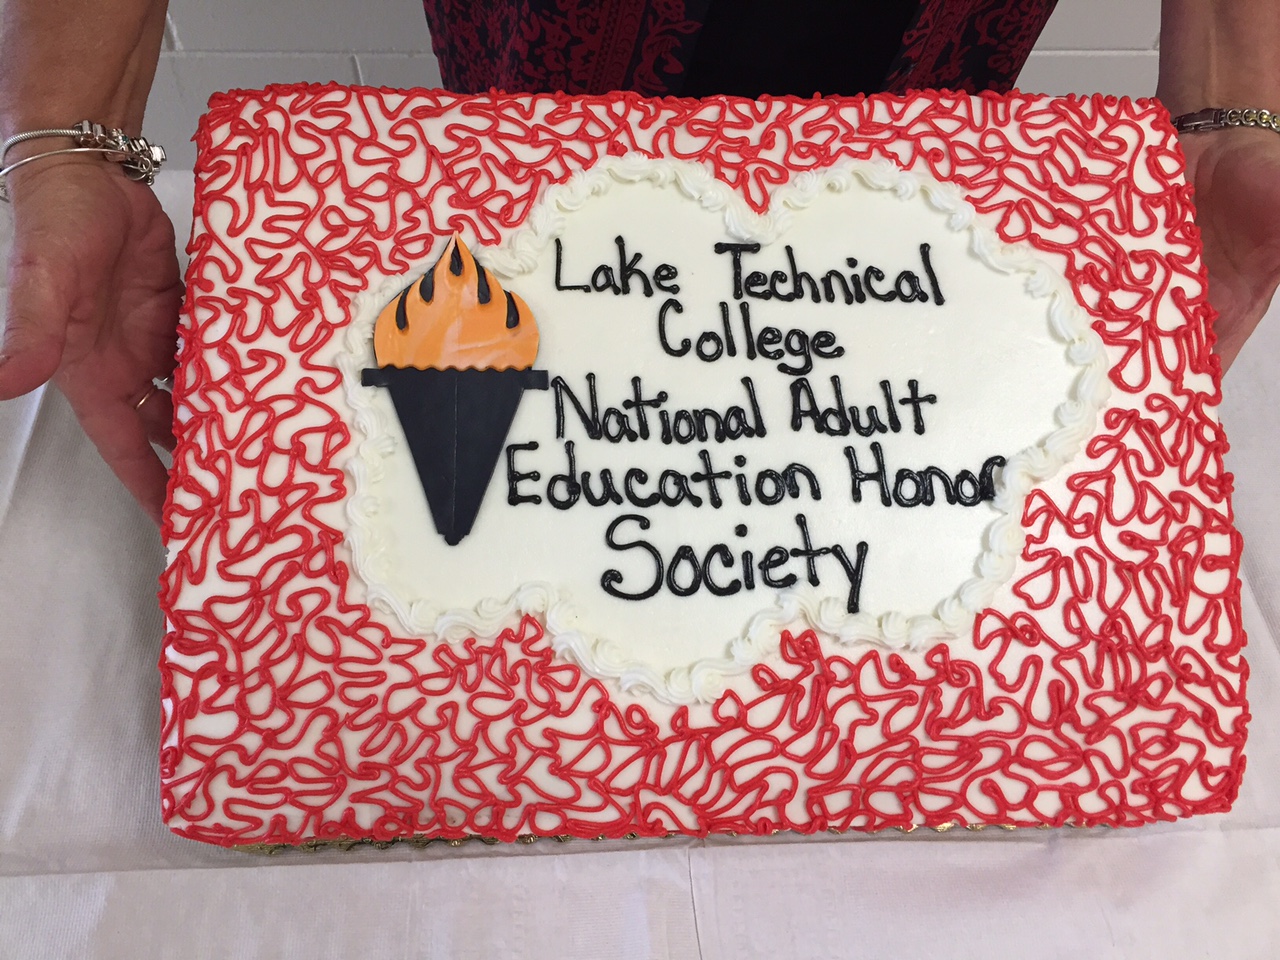 Lake Technical
College
National Adult
Education Honor
Society